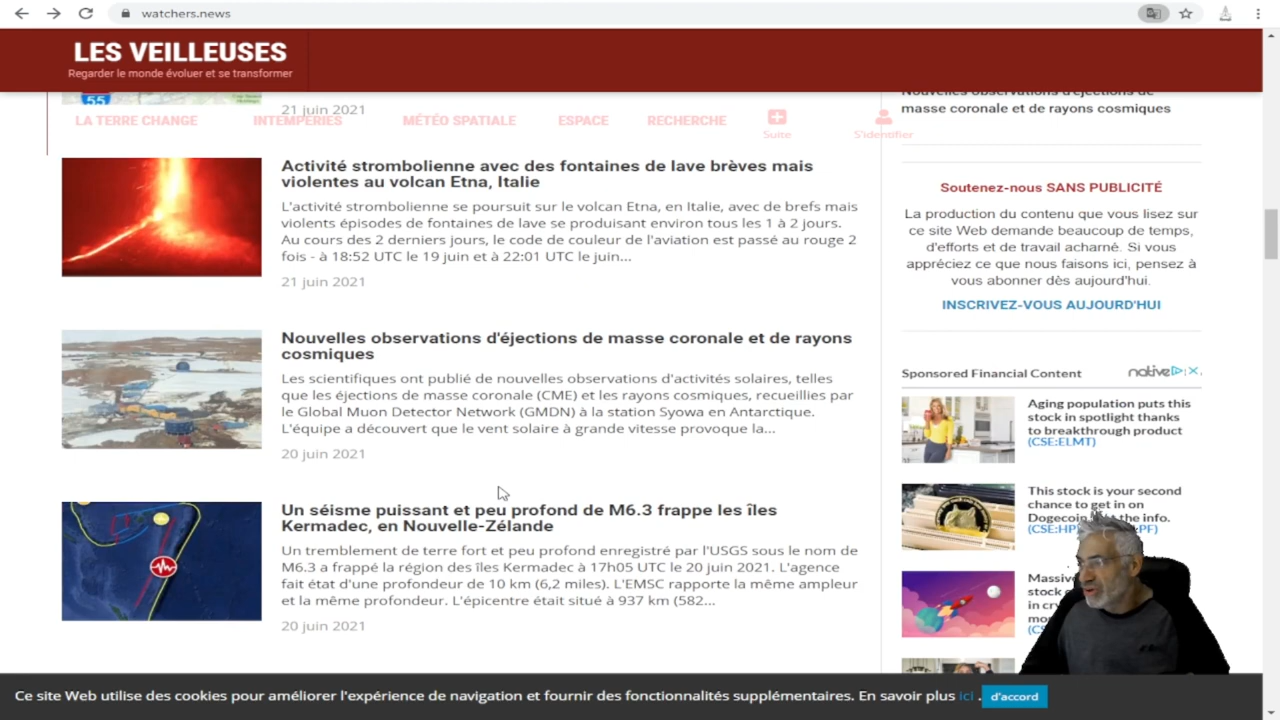 watchers.news
LES VEILLEUSES
Regarder le monde évoluer et se transformer
55
21 juin 2021
LA TERRE CHANGE INTEMPÉRIES MÉTÉO SPATIALE ESPACE RECHERCHE Suite S'identifier
Activité strombolienne avec des fontaines de lave brèves mais
violentes au volcan Etna, Italie
L'activité strombolienne se poursuit sur le volcan Etna, en Italie, avec de brefs mais
violents épisodes de fontaines de lave se produisant environ tous les 1 à 2 jours.
Au cours des 2 derniers jours, le code de couleur de l'aviation est passé au rouge 2
fois - à 18:52 UTC le 19 juin et à 22:01 UTC le juin...
21 juin 2021
Nouvelles observations d'éjections de masse coronale et de rayons
cosmiques
Les scientifiques ont publié de nouvelles observations d'activités solaires, telles
que les éjections de masse coronale (CME) et les rayons cosmiques, recueillies par
le Global Muon Detector Network (GMDN) à la station Syowa en Antarctique.
L'équipe a découvert que le vent solaire à grande vitesse provoque la...
20 juin 2021
Un séisme puissant et peu profond de M6.3 frappe les îles
Kermadec, en Nouvelle-Zélande
Un tremblement de terre fort et peu profond enregistré par l'USGS sous le nom de
M6.3 a frappé la région des îles Kermadec à 17h05 UTC le 20 juin 2021. L'agence
fait état d'une profondeur de 10 km (6,2 miles). L'EMSC rapporte la même ampleur
et la même profondeur. L'épicentre était situé à 937 km (582...
20 juin 2021
Nouvelles observations d'éjections de
masse coronale et de rayons cosmiques
Soutenez-nous SANS PUBLICITÉ
La production du contenu que vous lisez sur
ce site Web demande beaucoup de temps,
d'efforts et de travail acharné. Si vous
appréciez ce que nous faisons ici, pensez à
vous abonner dès aujourd'hui.
INSCRIVEZ-VOUS AUJOURD'HUI
Sponsored Financial Content native
Aging population puts this
stock in spotlight thanks
to breakthrough product
(CSE:ELMT)
This stock is your second
chance to get in on
Dogecoin the info.
Massive
stock
in
Ce site Web utilise des cookies pour améliorer l'expérience de navigation et fournir des fonctionnalités supplémentaires. En savoir plus ici . d'accord